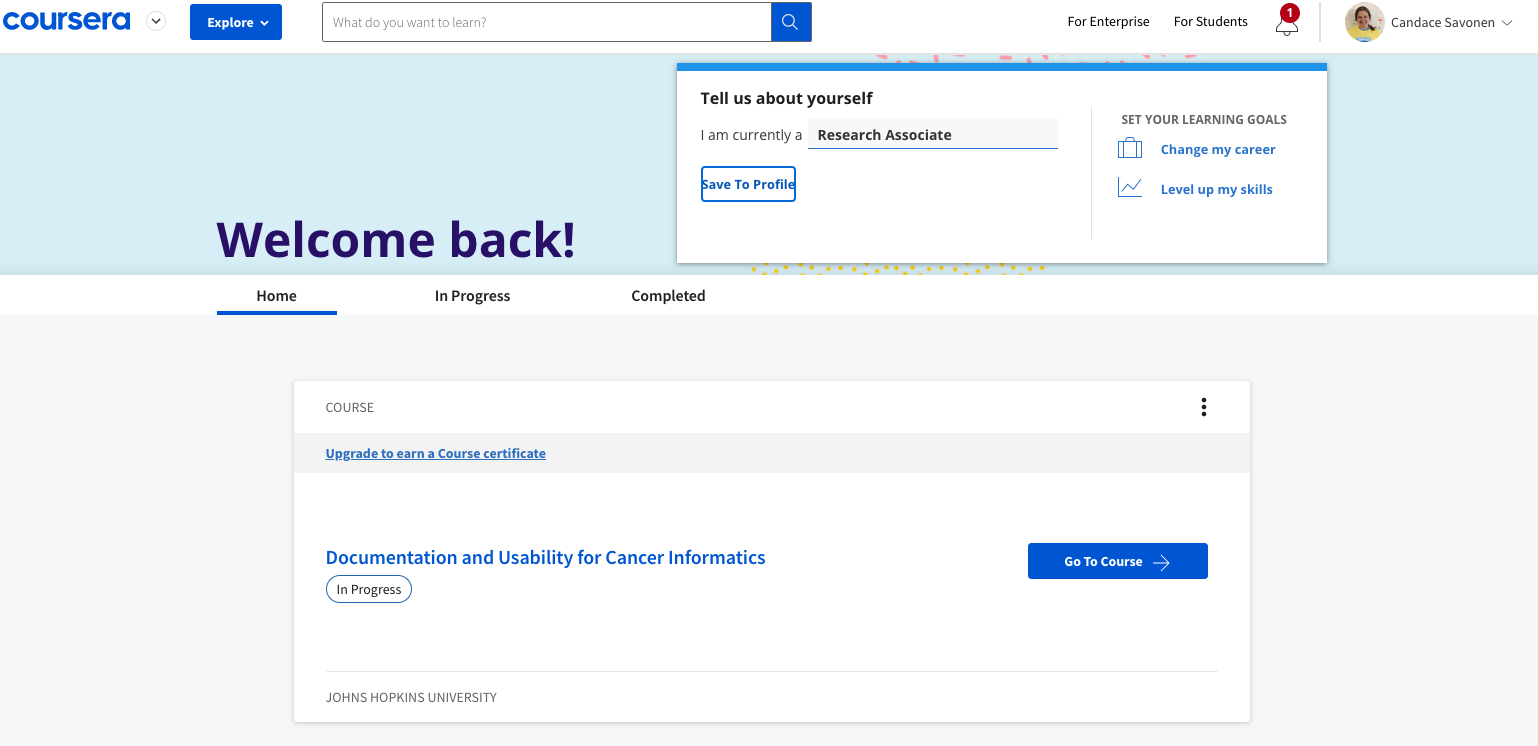 coursera
Explore
What do you want to learn?
For Enterprise
For Students
1
Candace Savonen
Tell us about yourself
I am currently a Research Associate
Save To Profile
SET YOUR LEARNING GOALS
Change my career
Level up my skills
Welcome back!
Home
In Progress
Completed
COURSE
Upgrade to earn a Course certificate
Documentation and Usability for Cancer Informatics
In Progress
Go To Course
JOHNS HOPKINS UNIVERSITY